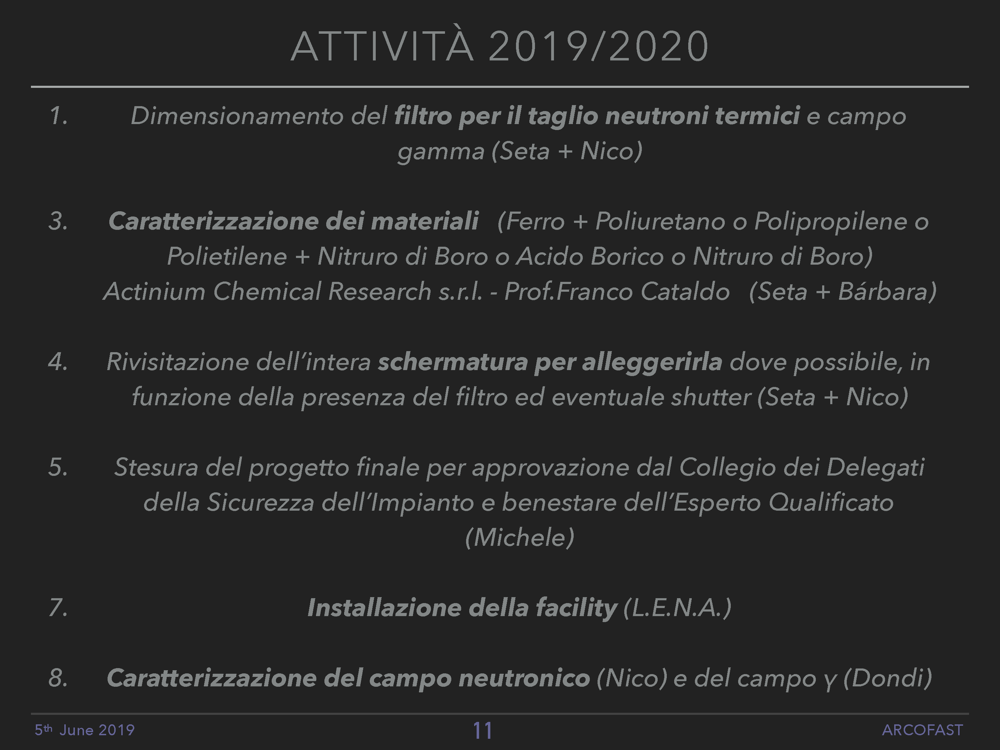 ATTIVITÀ 2019/2020
1. Dimensionamento del filtro per il taglio neutroni termici e campo
gamma (Seta + Nico)
3. Caratterizzazione dei materiali (Ferro + Poliuretano o Polipropilene o
Polietilene + Nitruro di Boro o Acido Borico o Nitruro di Boro)
Actinium Chemical Research s.r.l. - Prof.Franco Cataldo (Seta + Bárbara)
4. Rivisitazione dell’intera schermatura per alleggerirla dove possibile, in
funzione della presenza del filtro ed eventuale shutter (Seta + Nico)
5. Stesura del progetto finale per approvazione dal Collegio dei Delegati
della Sicurezza dell’Impianto e benestare dell’Esperto Qualificato
(Michele)
7. Installazione della facility (L.E.N.A.)
8. Caratterizzazione del campo neutronico (Nico) e del campo γ (Dondi)
5th June 2019 11 ARCOFAST